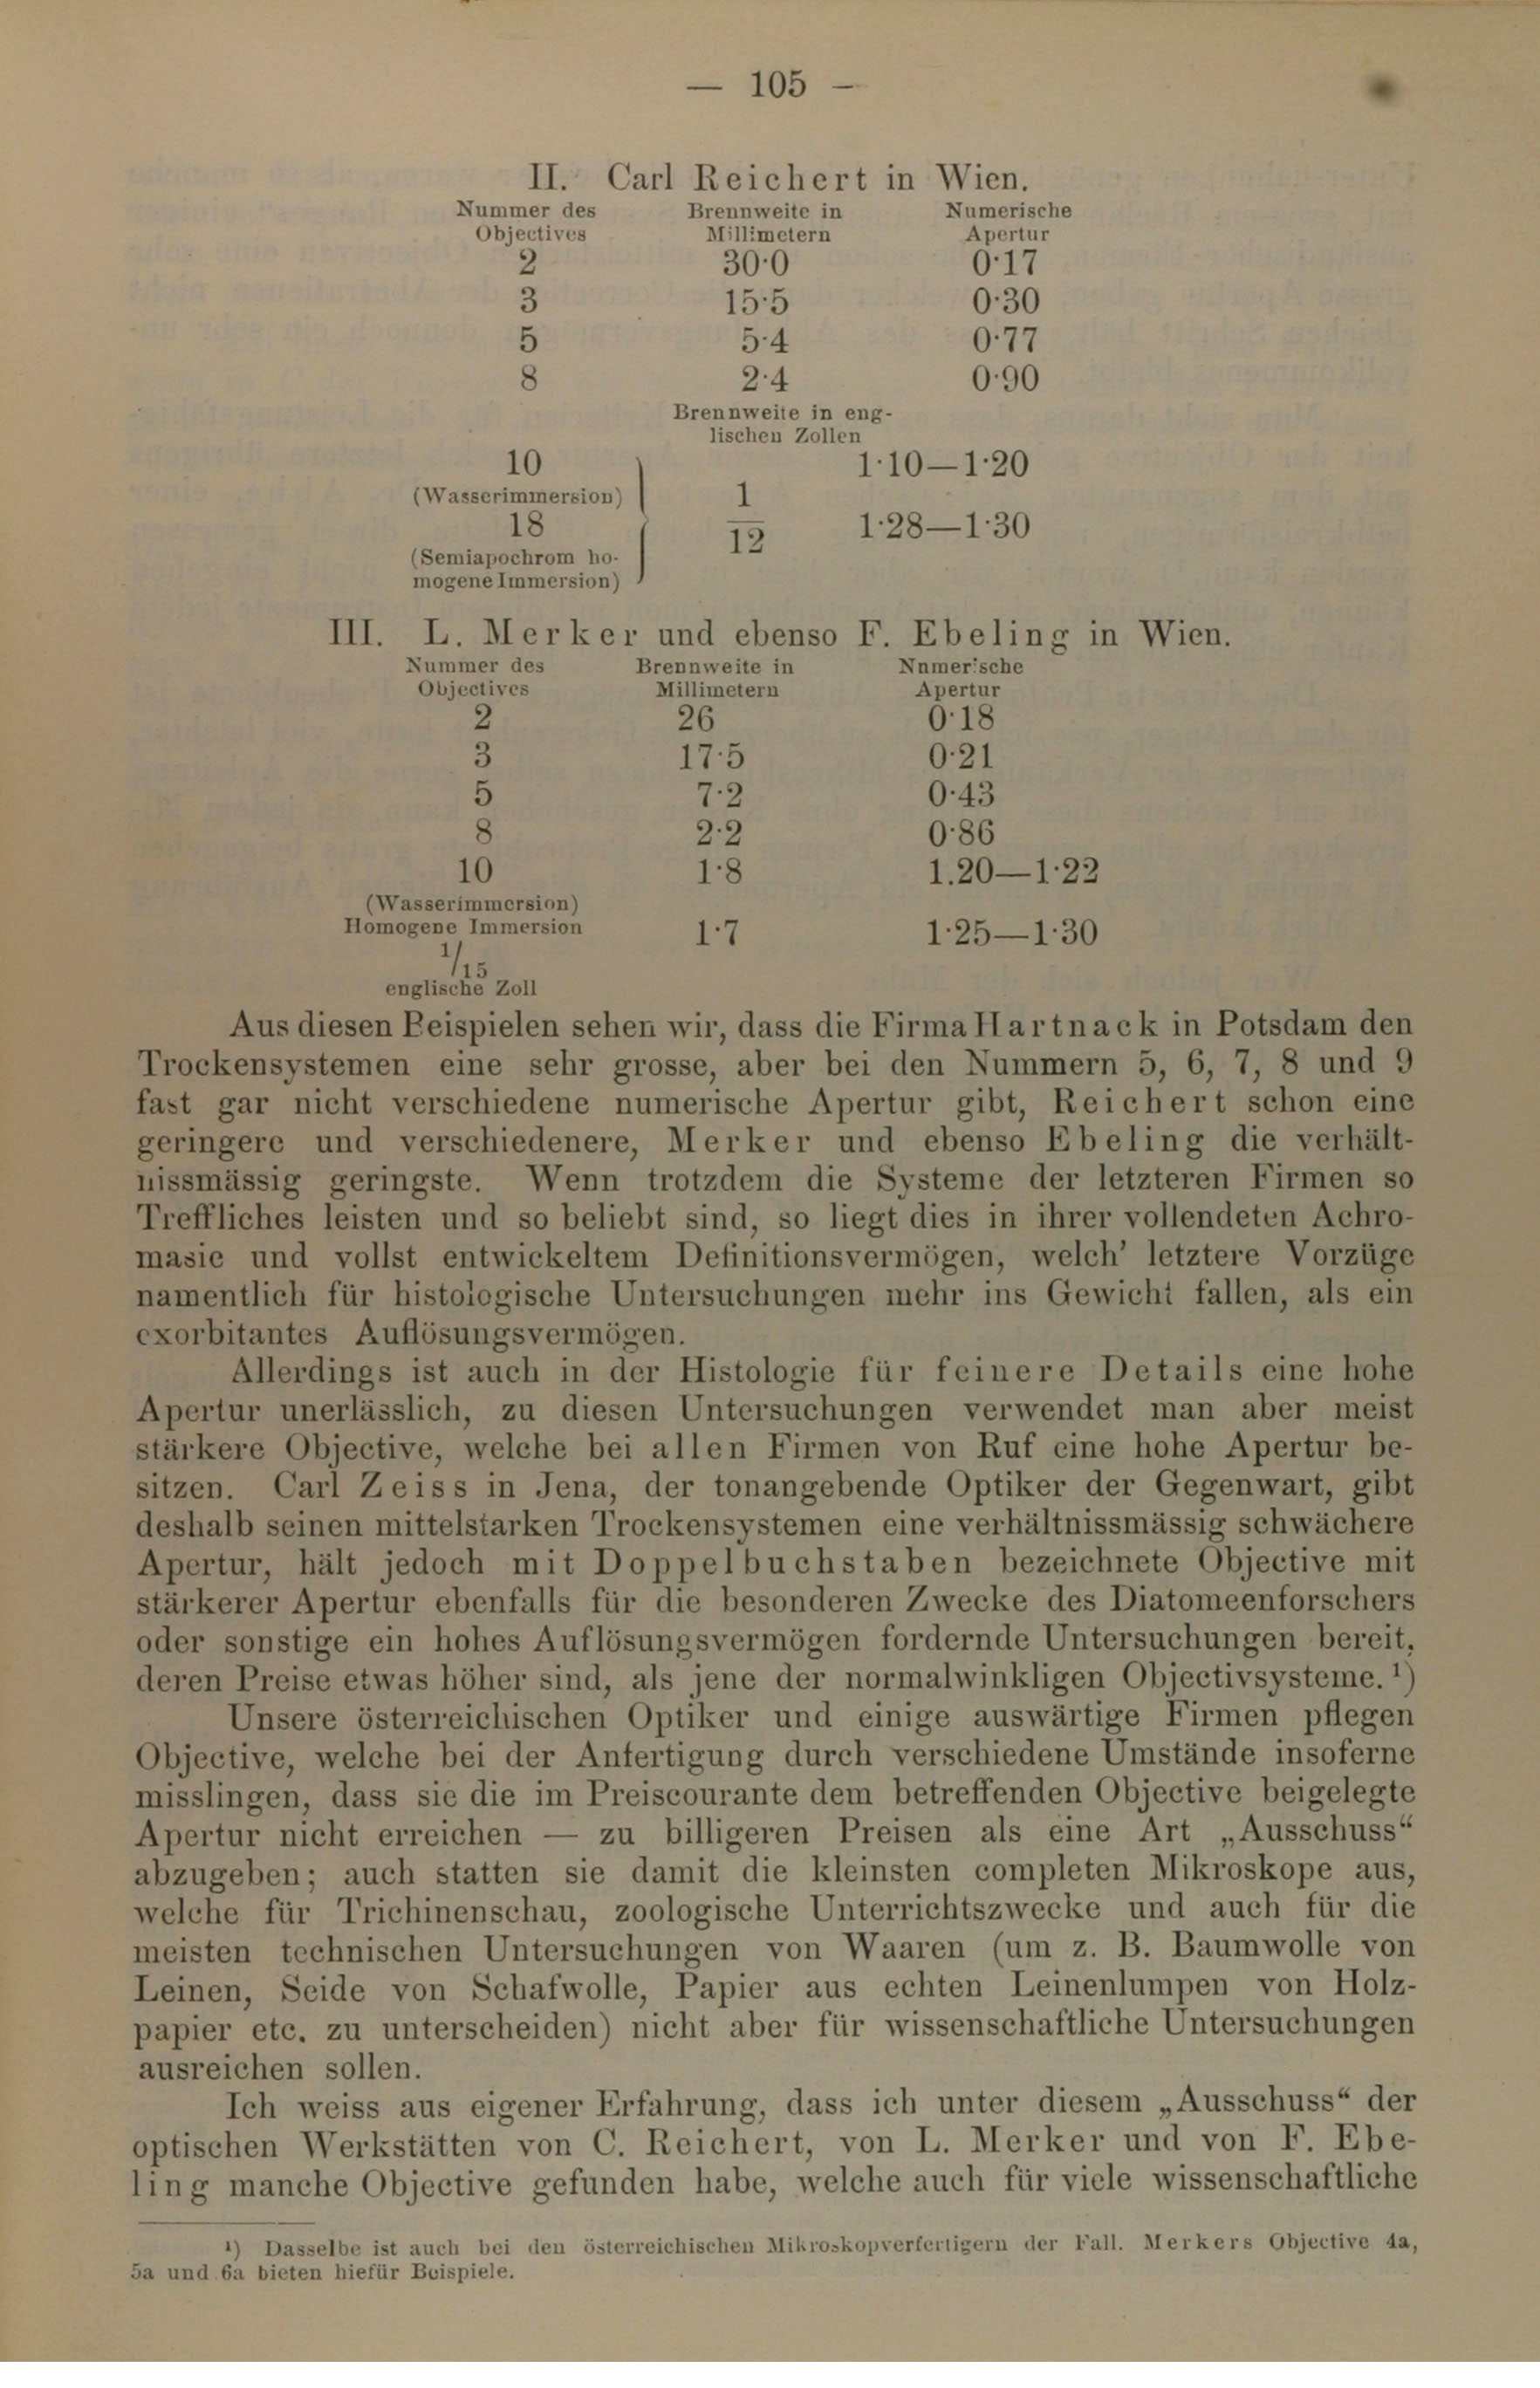 — 105 –
II. Carl Reichert in Wien.
Nummer des Brennweite in Numerische
Objectives Millimetern Apertur
2 30·0 0·17
3 15·5 0·30
5 5·4 0·77
8 2·4 0·90
Brennweite in eng-
lischen Zollen
10 1·10—1·20
(Wasserimmersion) 1
18 12 1·28—1·30
(Semiapochrom ho-
mogene Immersion)
III. L. Merker und ebenso F. Ebeling in Wien.
Nummer des Brennweite in Nnmerische
Objectives Millimetern Apertur
2 26 0·18
3 17·5 0·21
5 7·2 0·43
8 2·2 0·86
10 1·8 1.20—1·22
(Wasserimmersion)
Homogene Immersion 1·7 1·25—1·30
1/15
englische Zoll
Aus diesen Beispielen sehen wir, dass die Firma Hartnack in Potsdam den
Trockensystemen eine sehr grosse, aber bei den Nummern 5, 6, 7, 8 und 9
fast gar nicht verschiedene numerische Apertur gibt, Reichert schon eine
geringere und verschiedenere, Merker und ebenso Ebeling die verhält-
nissmässig geringste. Wenn trotzdem die Systeme der letzteren Firmen so
Treffliches leisten und so beliebt sind, so liegt dies in ihrer vollendeten Achro-
masie und vollst entwickeltem Definitionsvermögen, welch' letztere Vorzüge
namentlich für histologische Untersuchungen mehr ins Gewicht fallen, als ein
exorbitantes Auflösungsvermögen.
Allerdings ist auch in der Histologie für feinere Details eine hohe
Apertur unerlässlich, zu diesen Untersuchungen verwendet man aber meist
stärkere Objective, welche bei allen Firmen von Ruf eine hohe Apertur be-
sitzen. Carl Zeiss in Jena, der tonangebende Optiker der Gegenwart, gibt
deshalb seinen mittelstarken Trockensystemen eine verhältnissmässig schwächere
Apertur, hält jedoch mit Doppelbuchstaben bezeichnete Objective mit
stärkerer Apertur ebenfalls für die besonderen Zwecke des Diatomeenforschers
oder sonstige ein hohes Auflösungsvermögen fordernde Untersuchungen bereit,
deren Preise etwas höher sind, als jene der normalwinkligen Objectivsysteme. ¹)
Unsere österreichischen Optiker und einige auswärtige Firmen pflegen
Objective, welche bei der Anfertigung durch verschiedene Umstände insoferne
misslingen, dass sie die im Preiscourante dem betreffenden Objective beigelegte
Apertur nicht erreichen — zu billigeren Preisen als eine Art „Ausschuss“
abzugeben; auch statten sie damit die kleinsten completen Mikroskope aus,
welche für Trichinenschau, zoologische Unterrichtszwecke und auch für die
meisten technischen Untersuchungen von Waaren (um z. B. Baumwolle von
Leinen, Seide von Schafwolle, Papier aus echten Leinenlumpen von Holz-
papier etc. zu unterscheiden) nicht aber für wissenschaftliche Untersuchungen
ausreichen sollen.
Ich weiss aus eigener Erfahrung, dass ich unter diesem „Ausschuss“ der
optischen Werkstätten von C. Reichert, von L. Merker und von F. Ebe-
ling manche Objective gefunden habe, welche auch für viele wissenschaftliche
¹) Dasselbe ist auch bei den österreichischen Mikroskopverfertigern der Fall. Merkers Objective 4a,
5a und 6a bieten hiefür Beispiele.